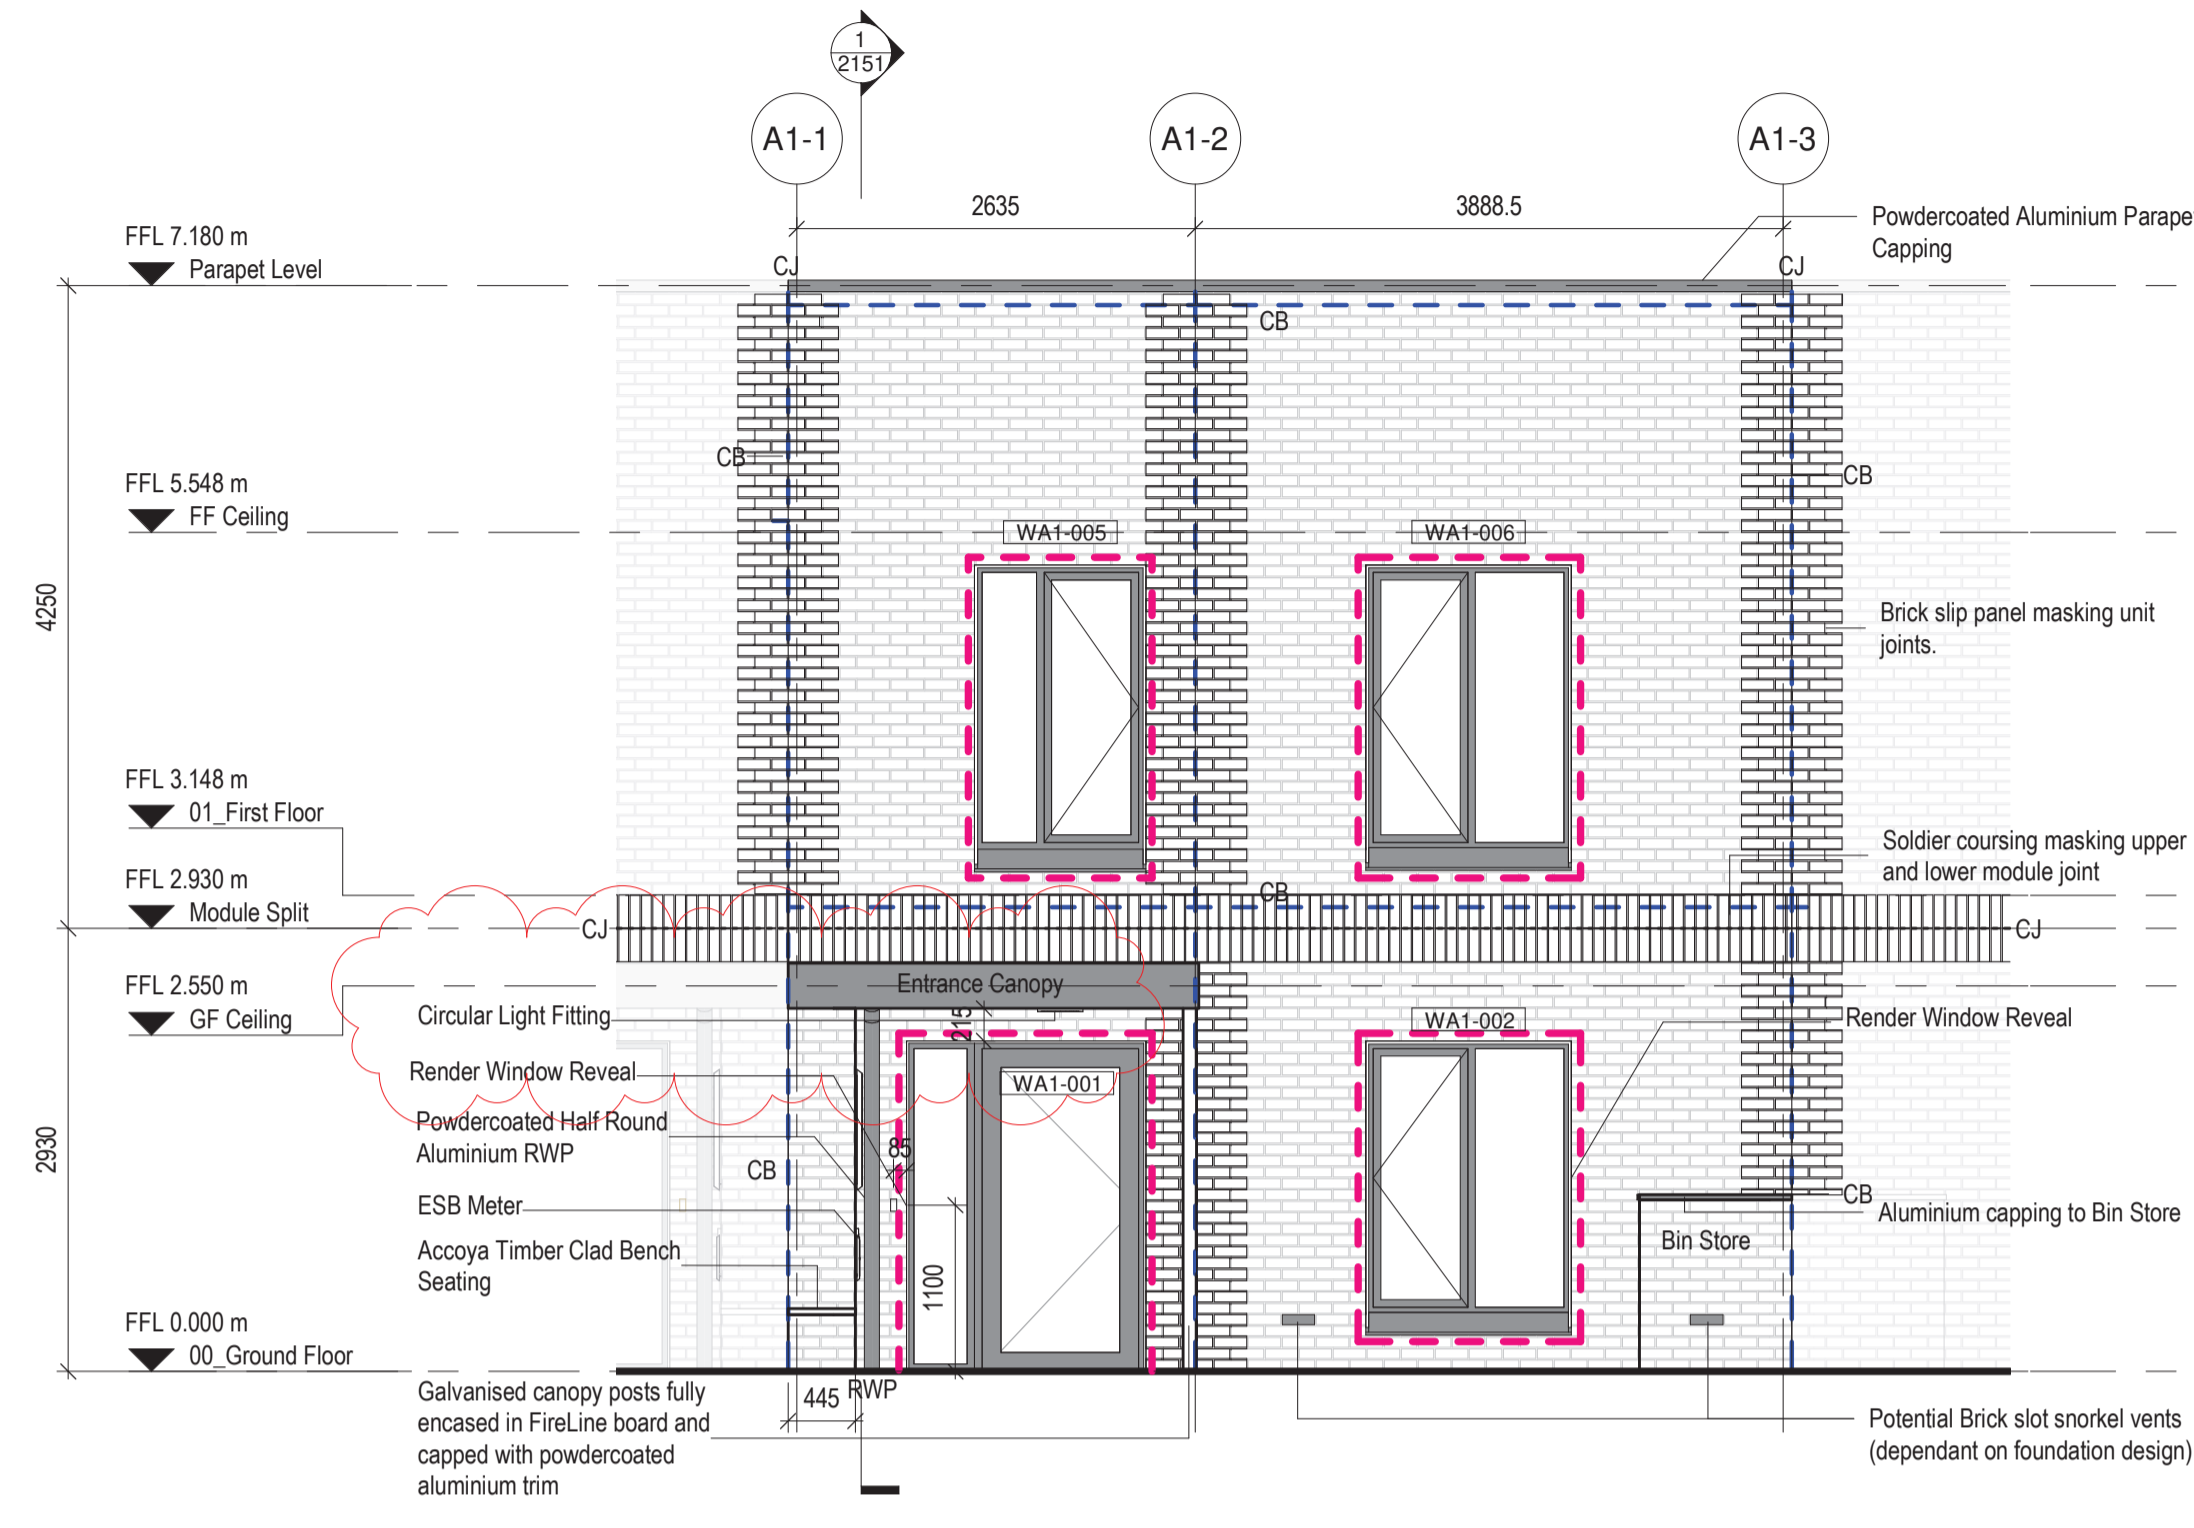 1
2151
A1-1
A1-2
A1-3
2635
3888.5
Powdercoated Aluminium Parape
Capping
FFL 7.180 m
Parapet Level
CJ
CJ
CB
CB
CB
FFL 5.548 m
FF Ceiling
WA1-005
WA1-006
4250
Brick slip panel masking unit
joints.
FFL 3.148 m
01_First Floor
Soldier coursing masking upper
and lower module joint
FFL 2.930 m
Module Split
CB
CJ
CJ
FFL 2.550 m
GF Ceiling
Entrance Canopy
Circular Light Fitting
215
WA1-002
Render Window Reveal
Render Window Reveal
WA1-001
Powdercoated Half Round
Aluminium RWP
85
2930
CB
CB
ESB Meter
Aluminium capping to Bin Store
Bin Store
Accoya Timber Clad Bench
Seating
1100
FFL 0.000 m
00_Ground Floor
RWP
445
Galvanised canopy posts fully
encased in FireLine board and
capped with powdercoated
aluminium trim
Potential Brick slot snorkel vents
(dependant on foundation design)